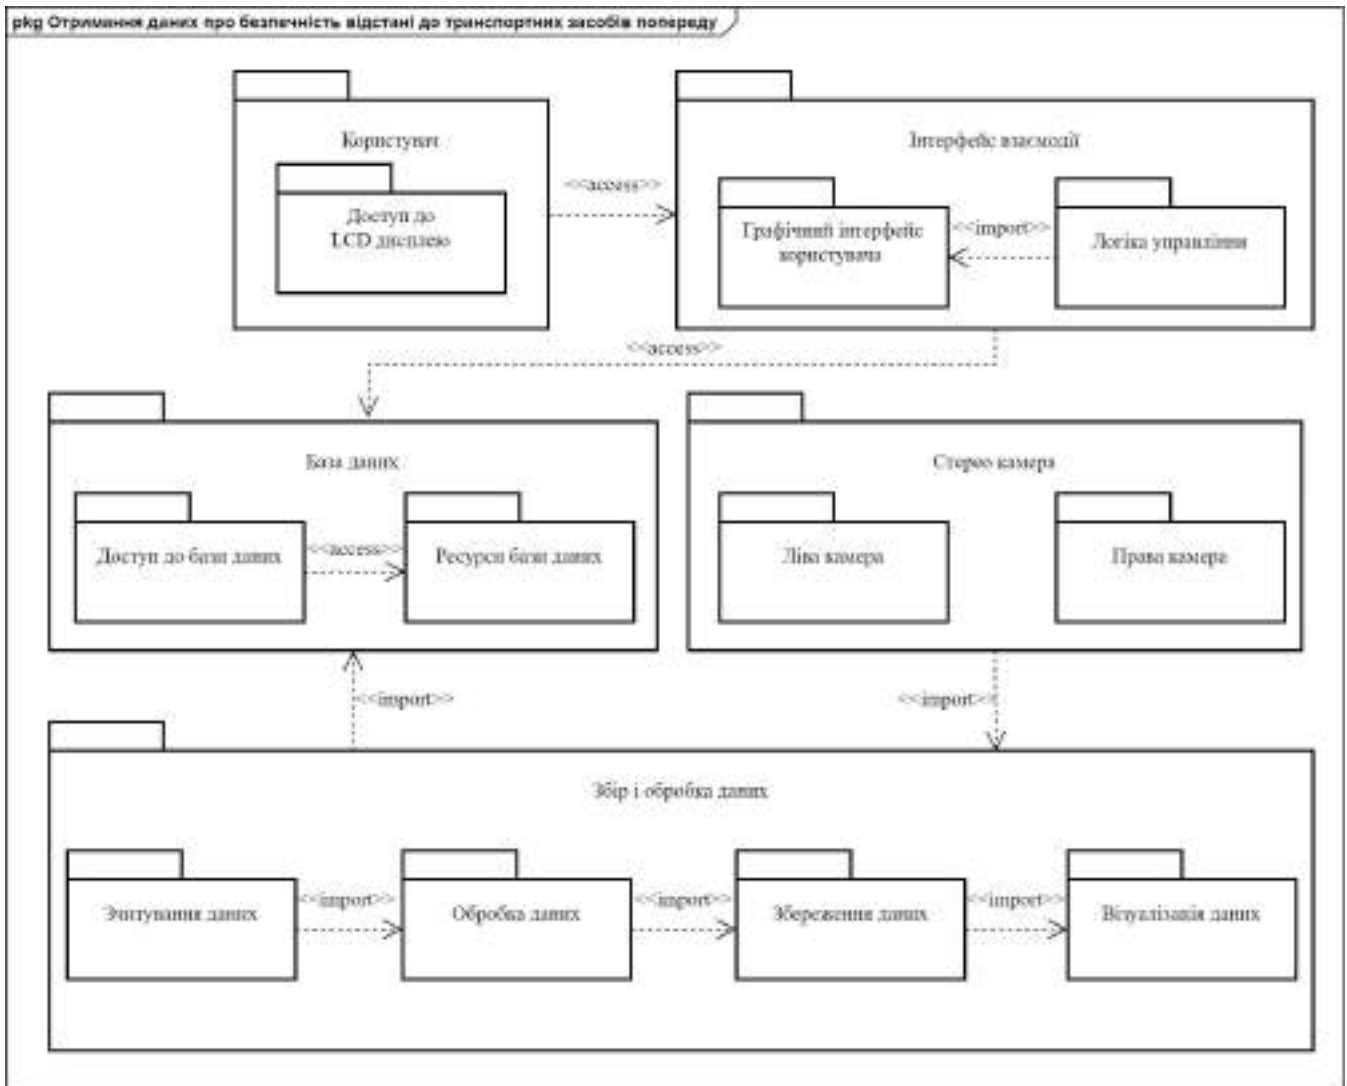 pkg Отримання даних про безпечність відстані до транспортних засобів попереду
Користувач
Інтерфейс взаємодії
<<access>>
Доступ до
LCD дисплею
Графічний інтерфейс
користувача
<<import>>
Логіка управління
<<access>>
База даних
Стерео камера
Доступ до бази даних
<<access>>
Ресурси бази даних
Ліва камера
Права камера
<<import>>
<<import>>
Збір і обробка даних
Зчитування даних
<<import>>
Обробка даних
<<import>>
Збереження даних
<<import>>
Візуалізація даних